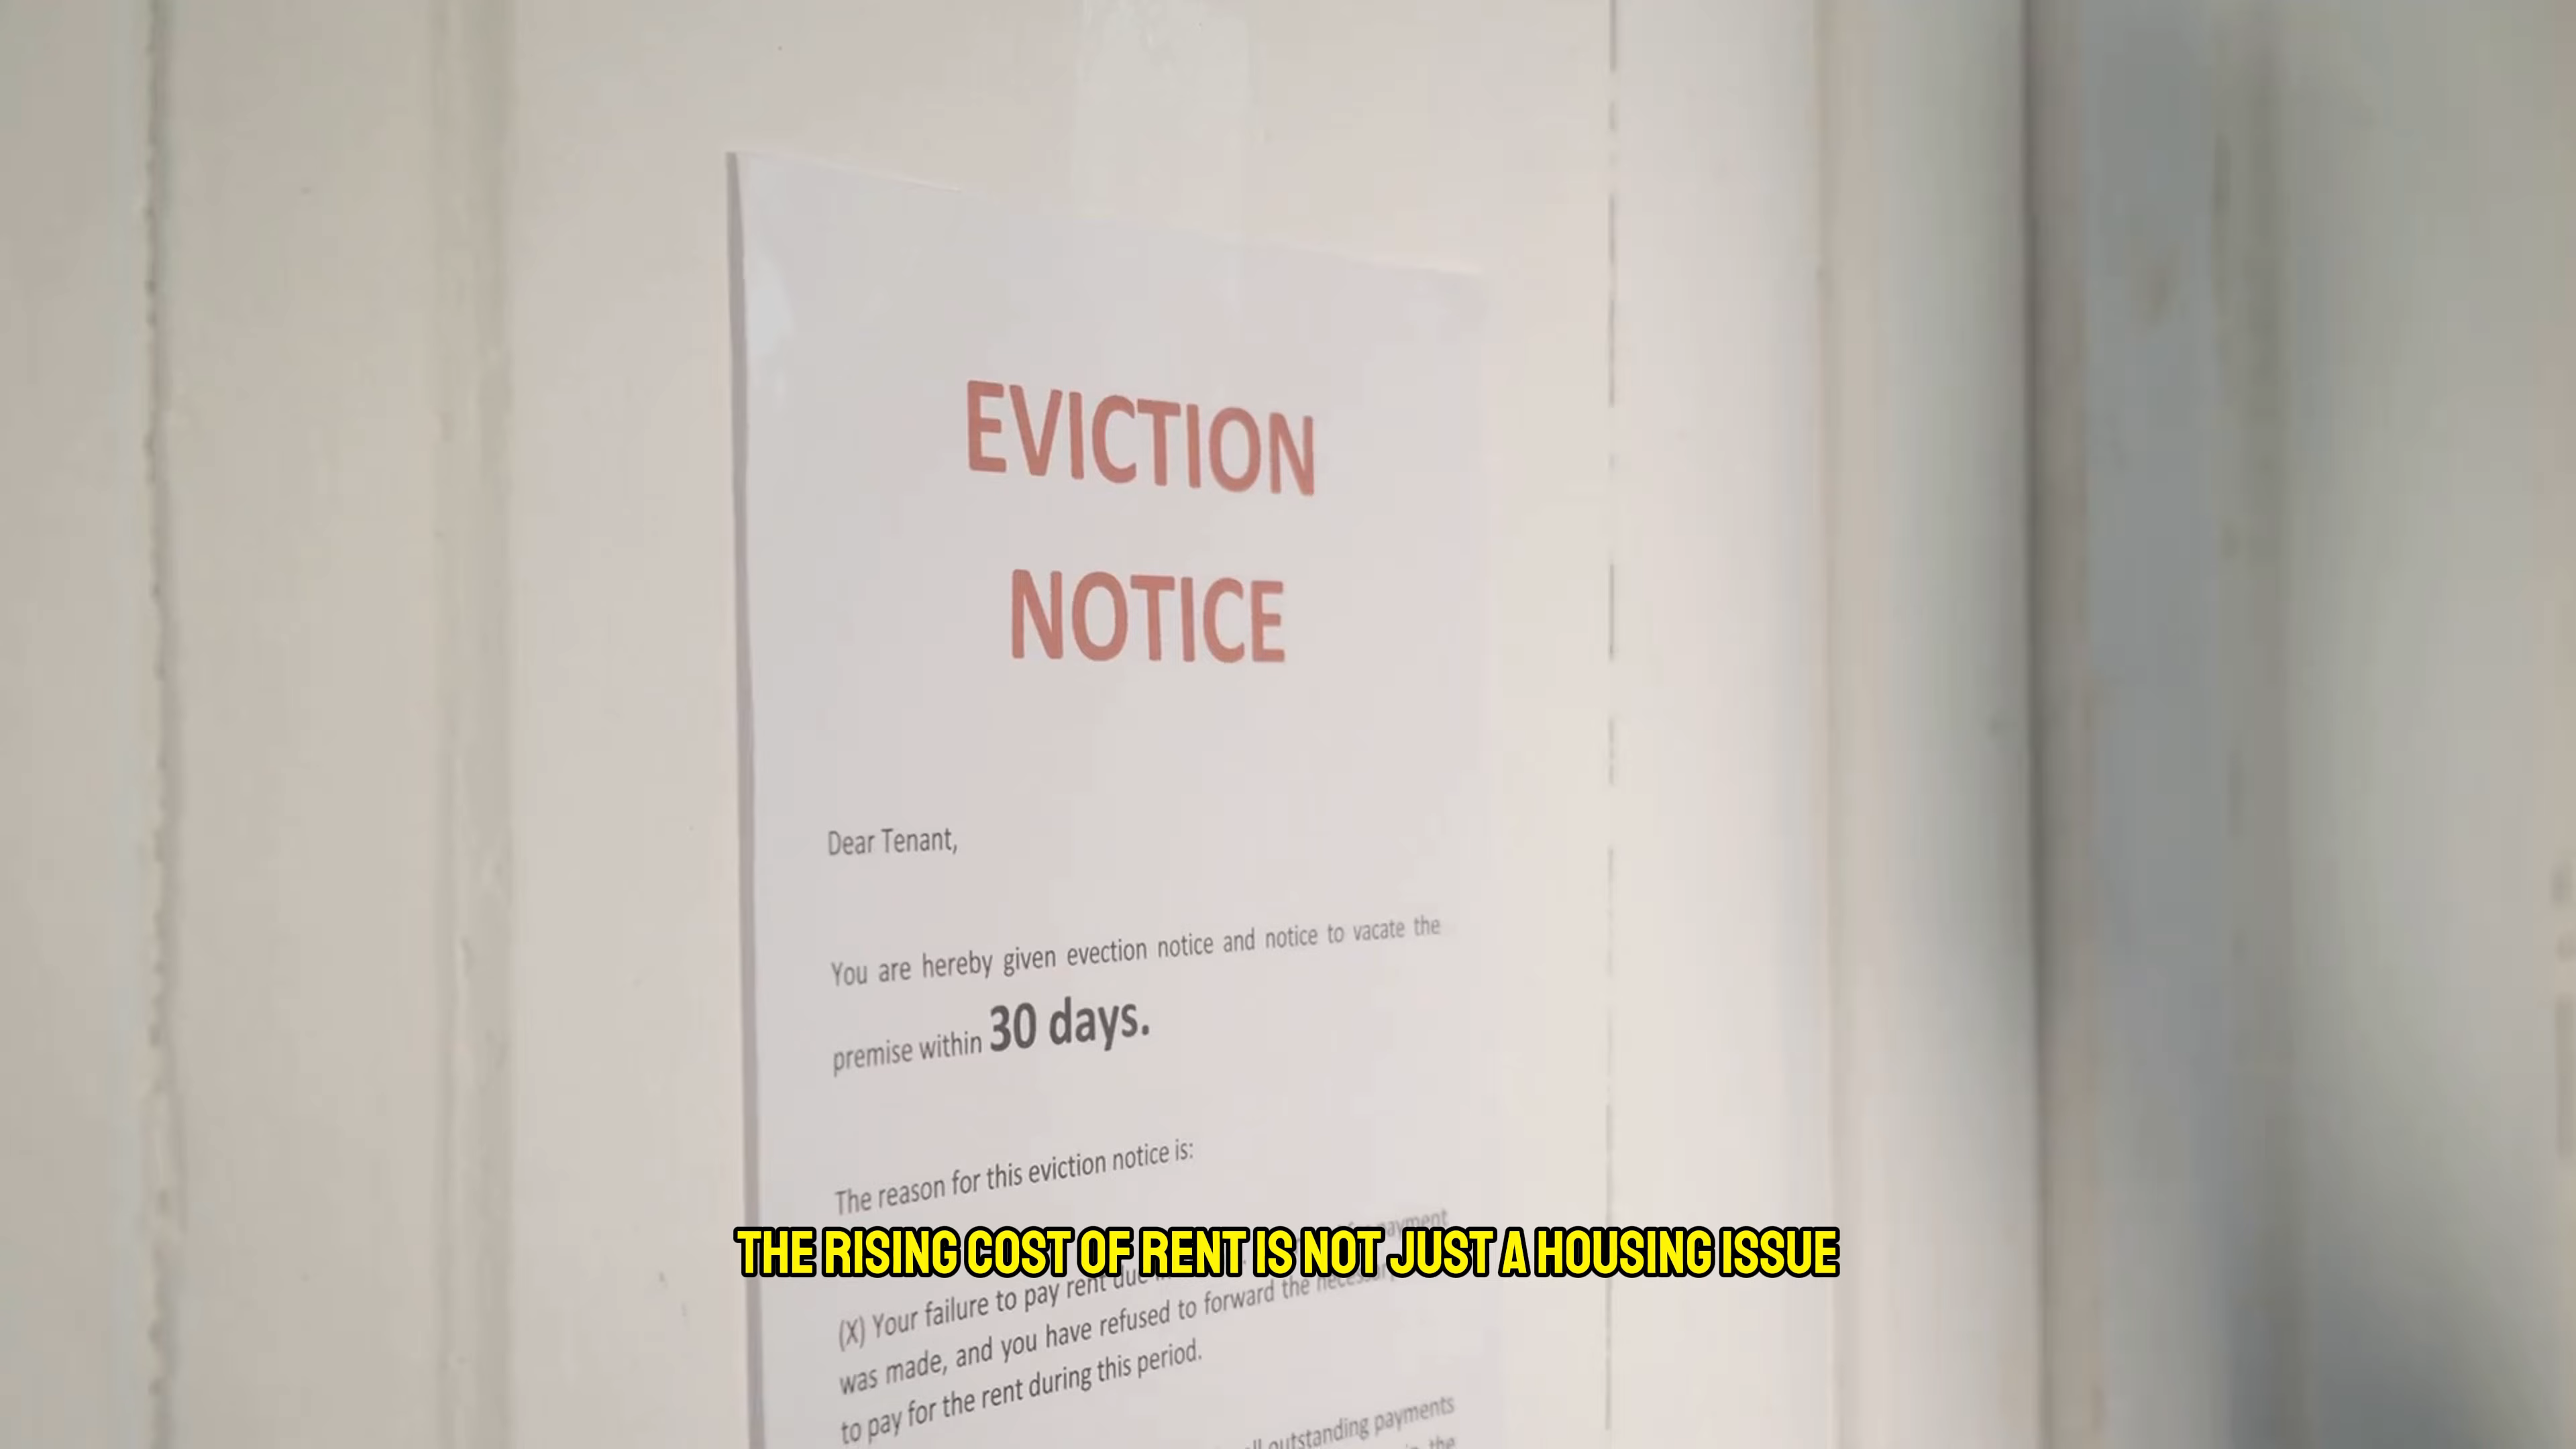 EVICTION
NOTICE
Dear Tenant,
You are hereby given evection notice and notice to vacate the
premise within 30 days.
The reason for this eviction notice is:
payment
THE RISING COST OF RENT IS NOT JUST A HOUSING ISSUE
(X) Your failure to pay rent due
was made, and you have refused to forward the
to pay for the rent during this period.
outstanding payments
the